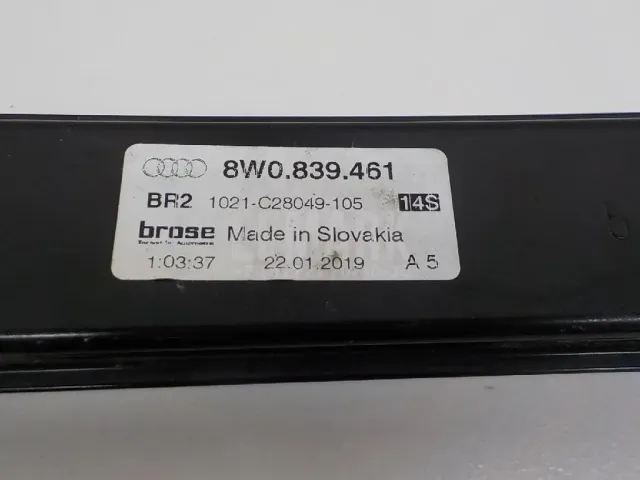 8W0.839.461
BR2 1021-C28049-105 14S
brose Made in Slovakia
1:03:37 22.01.2019 A 5